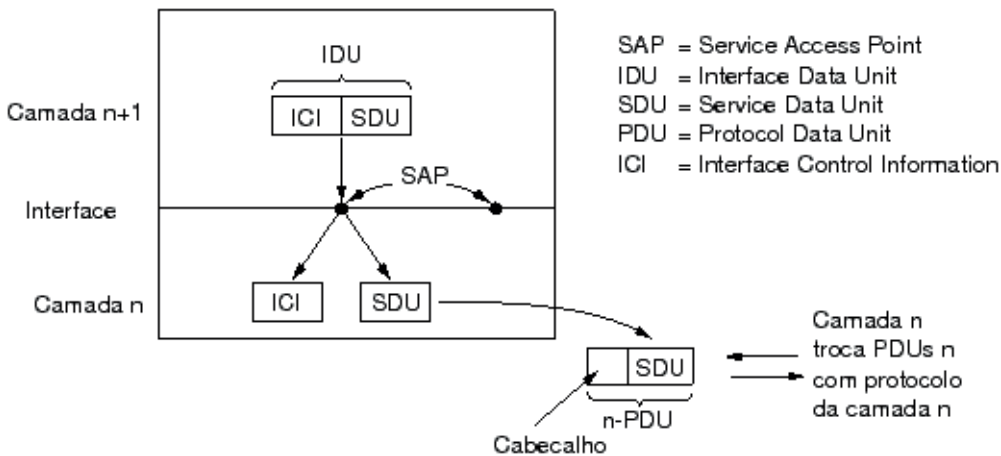 IDU
Camada n+1
ICI SDU
SAP
Interface
Camada n
ICI SDU
SAP = Service Access Point
IDU = Interface Data Unit
SDU = Service Data Unit
PDU = Protocol Data Unit
ICI = Interface Control Information
SDU
n-PDU
Cabecalho
Camada n
troca PDUs n
com protocolo
da camada n